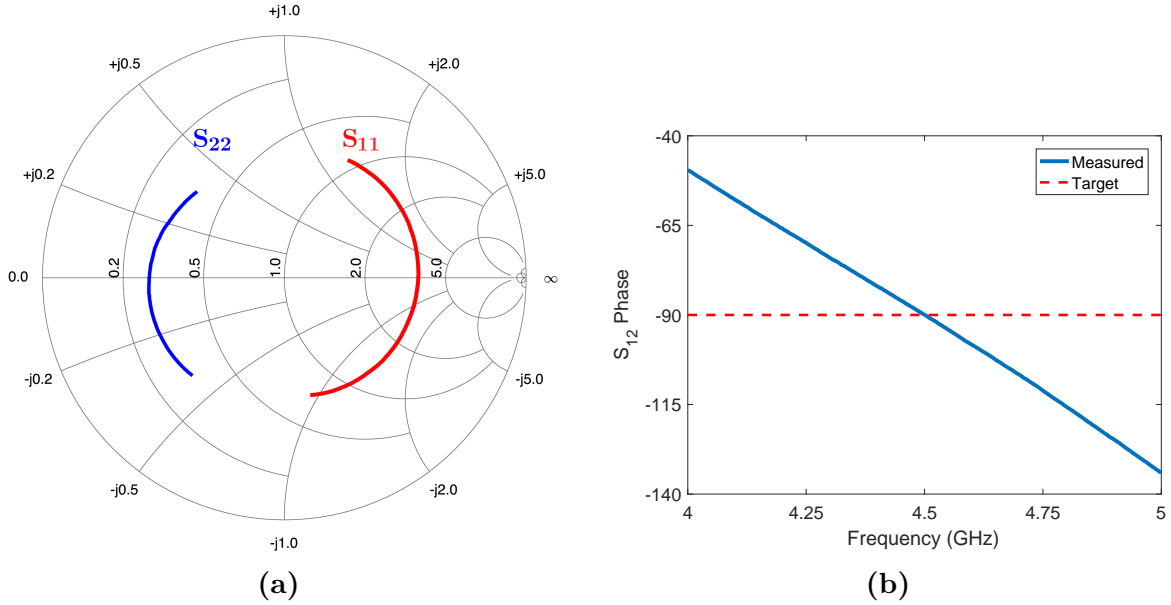 +j1.0
+j0.5
+j2.0
S22
S11
+j0.2
+j5.0
0.0
0.2
0.5
1.0
2.0
5.0
∞
-j0.2
-j5.0
-j0.5
-j2.0
-j1.0
(a)
-40
-65
-90
-115
-140
S12 Phase
Measured
Target
4
4.25
4.5
4.75
5
Frequency (GHz)
(b)